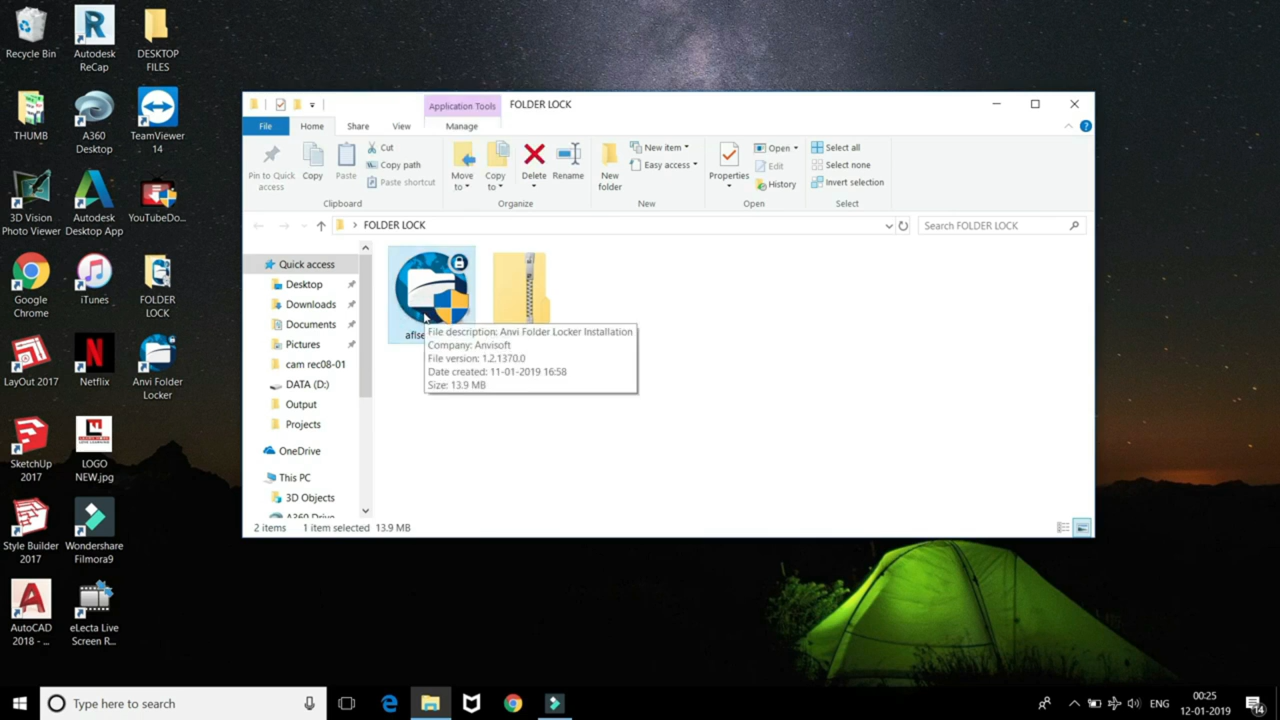 Recycle Bin
Autodesk
ReCap
DESKTOP
FILES
THUMB
A360
Desktop
TeamViewer
14
3D Vision
Photo Viewer
Autodesk
Desktop App
YouTubeDo...
Google
Chrome
iTunes
FOLDER
LOCK
LayOut 2017
Netflix
Anvi Folder
Locker
SketchUp
2017
LOGO
NEW.jpg
Style Builder
2017
Wondershare
Filmora9
AutoCAD
2018 - ...
eLecta Live
Screen R...
Application Tools
FOLDER LOCK
File
Home
Share
View
Manage
Pin to Quick
access
Copy
Paste
Cut
Copy path
Paste shortcut
Clipboard
Move
to
Copy
to
Delete
Rename
Organize
New
folder
New item
Easy access
New
Properties
Open
Edit
History
Open
Select all
Select none
Invert selection
Select
FOLDER LOCK
Search FOLDER LOCK
Quick access
Desktop
Downloads
Documents
Pictures
cam rec08-01
DATA (D:)
Output
Projects
OneDrive
This PC
3D Objects
A360 Drive
aflse
File description: Anvi Folder Locker Installation
Company: Anvisoft
File version: 1.2.1370.0
Date created: 11-01-2019 16:58
Size: 13.9 MB
2 items
1 item selected 13.9 MB
Type here to search
ENG
00:25
12-01-2019
14